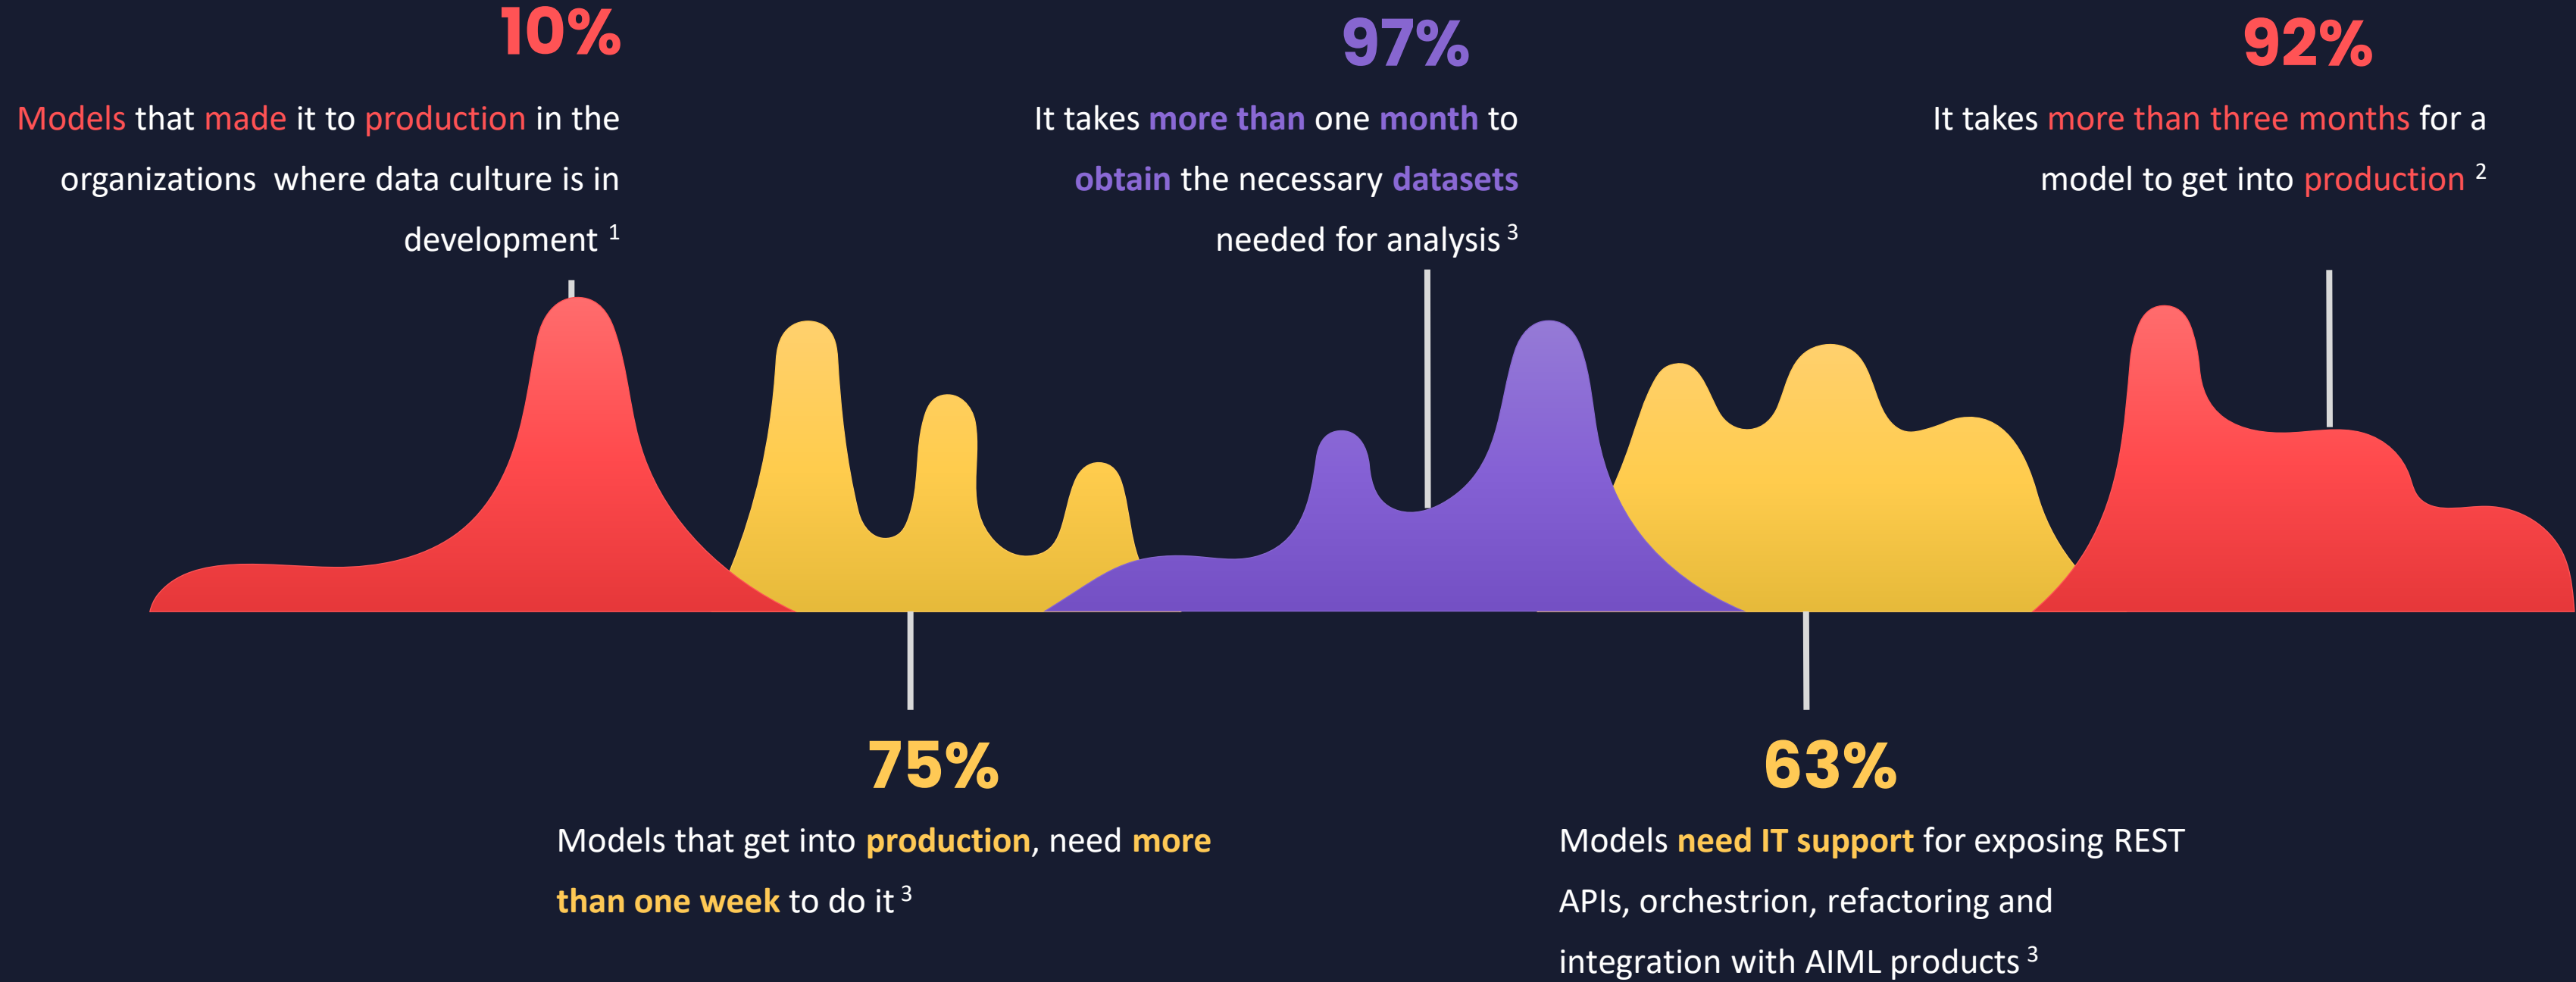 10%
Models that made it to production in the
organizations  where data culture is in
development 1
97%
It takes more than one month to
obtain the necessary datasets
needed for analysis 3
92%
It takes more than three months for a
model to get into production 2
75%
Models that get into production, need more
than one week to do it 3
63%
Models need IT support for exposing REST
APIs, orchestrion, refactoring and
integration with AIML products 3